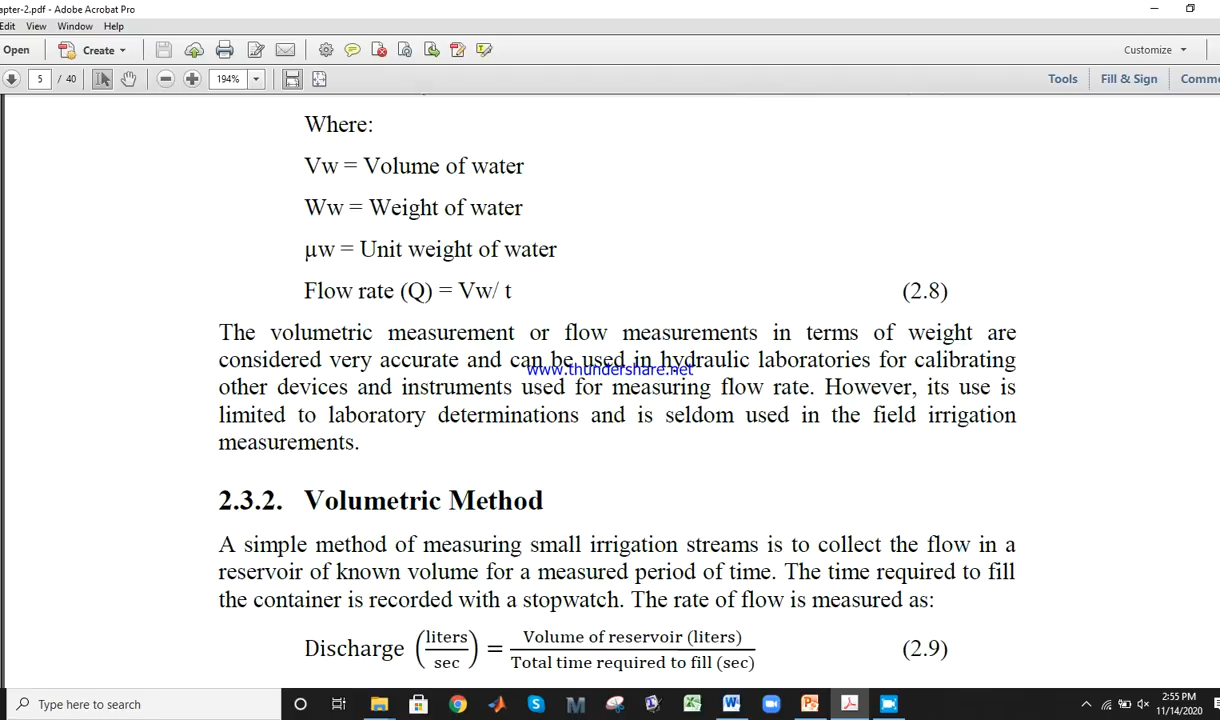 apter-2.pdf - Adobe Acrobat Pro
Edit View Window Help
Open Create Customize
5 / 40 194% Tools Fill & Sign Comme
Where:
Vw = Volume of water
Ww = Weight of water
μw = Unit weight of water
Flow rate (Q) = Vw/ t (2.8)
The volumetric measurement or flow measurements in terms of weight are
considered very accurate and can be used in hydraulic laboratories for calibrating
www.thundershare.net
other devices and instruments used for measuring flow rate. However, its use is
limited to laboratory determinations and is seldom used in the field irrigation
measurements.
2.3.2. Volumetric Method
A simple method of measuring small irrigation streams is to collect the flow in a
reservoir of known volume for a measured period of time. The time required to fill
the container is recorded with a stopwatch. The rate of flow is measured as:
Discharge (liters/sec) = Volume of reservoir (liters) / Total time required to fill (sec) (2.9)
Type here to search
2:55 PM
11/14/2020